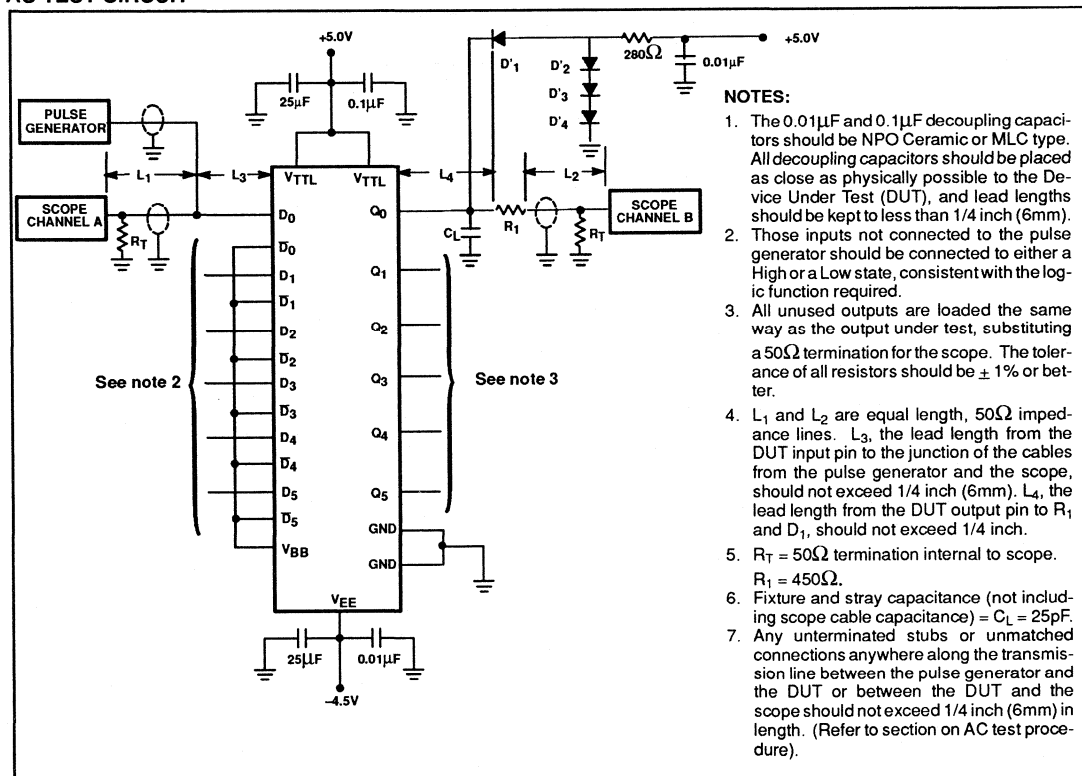 +5.0V
25µF
0.1µF
PULSE
GENERATOR
L1
L3
SCOPE
CHANNEL A
RT
VTTL
VTTL
D0
D̅0
D1
D̅1
D2
D̅2
D3
D̅3
D4
D̅4
D5
D̅5
VBB
VEE
Q0
Q1
Q2
Q3
Q4
Q5
GND
GND
See note 2
See note 3
25µF
0.01µF
–4.5V
D'1
D'2
D'3
D'4
280Ω
0.01µF
+5.0V
L4
L2
CL
R1
RT
SCOPE
CHANNEL B
NOTES:
1. The 0.01µF and 0.1µF decoupling capaci-
tors should be NPO Ceramic or MLC type.
All decoupling capacitors should be placed
as close as physically possible to the De-
vice Under Test (DUT), and lead lengths
should be kept to less than 1/4 inch (6mm).
2. Those inputs not connected to the pulse
generator should be connected to either a
High or a Low state, consistent with the log-
ic function required.
3. All unused outputs are loaded the same
way as the output under test, substituting
a 50Ω termination for the scope. The toler-
ance of all resistors should be ± 1% or bet-
ter.
4. L1 and L2 are equal length, 50Ω imped-
ance lines. L3, the lead length from the
DUT input pin to the junction of the cables
from the pulse generator and the scope,
should not exceed 1/4 inch (6mm). L4, the
lead length from the DUT output pin to R1
and D1, should not exceed 1/4 inch.
5. RT = 50Ω termination internal to scope.
R1 = 450Ω.
6. Fixture and stray capacitance (not includ-
ing scope cable capacitance) = CL = 25pF.
7. Any unterminated stubs or unmatched
connections anywhere along the transmis-
sion line between the pulse generator and
the DUT or between the DUT and the
scope should not exceed 1/4 inch (6mm) in
length. (Refer to section on AC test proce-
dure).